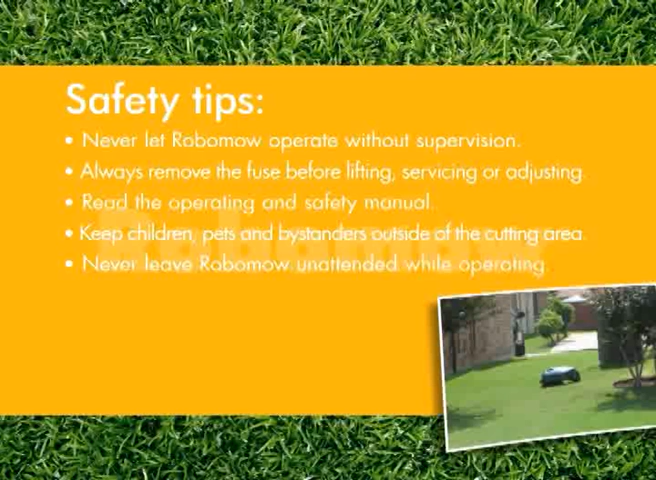 Safety tips:
• Never let Robomow operate without supervision.
• Always remove the fuse before lifting, servicing or adjusting.
• Read the operating and safety manual.
• Keep children, pets and bystanders outside of the cutting area.
• Never leave Robomow unattended while operating.